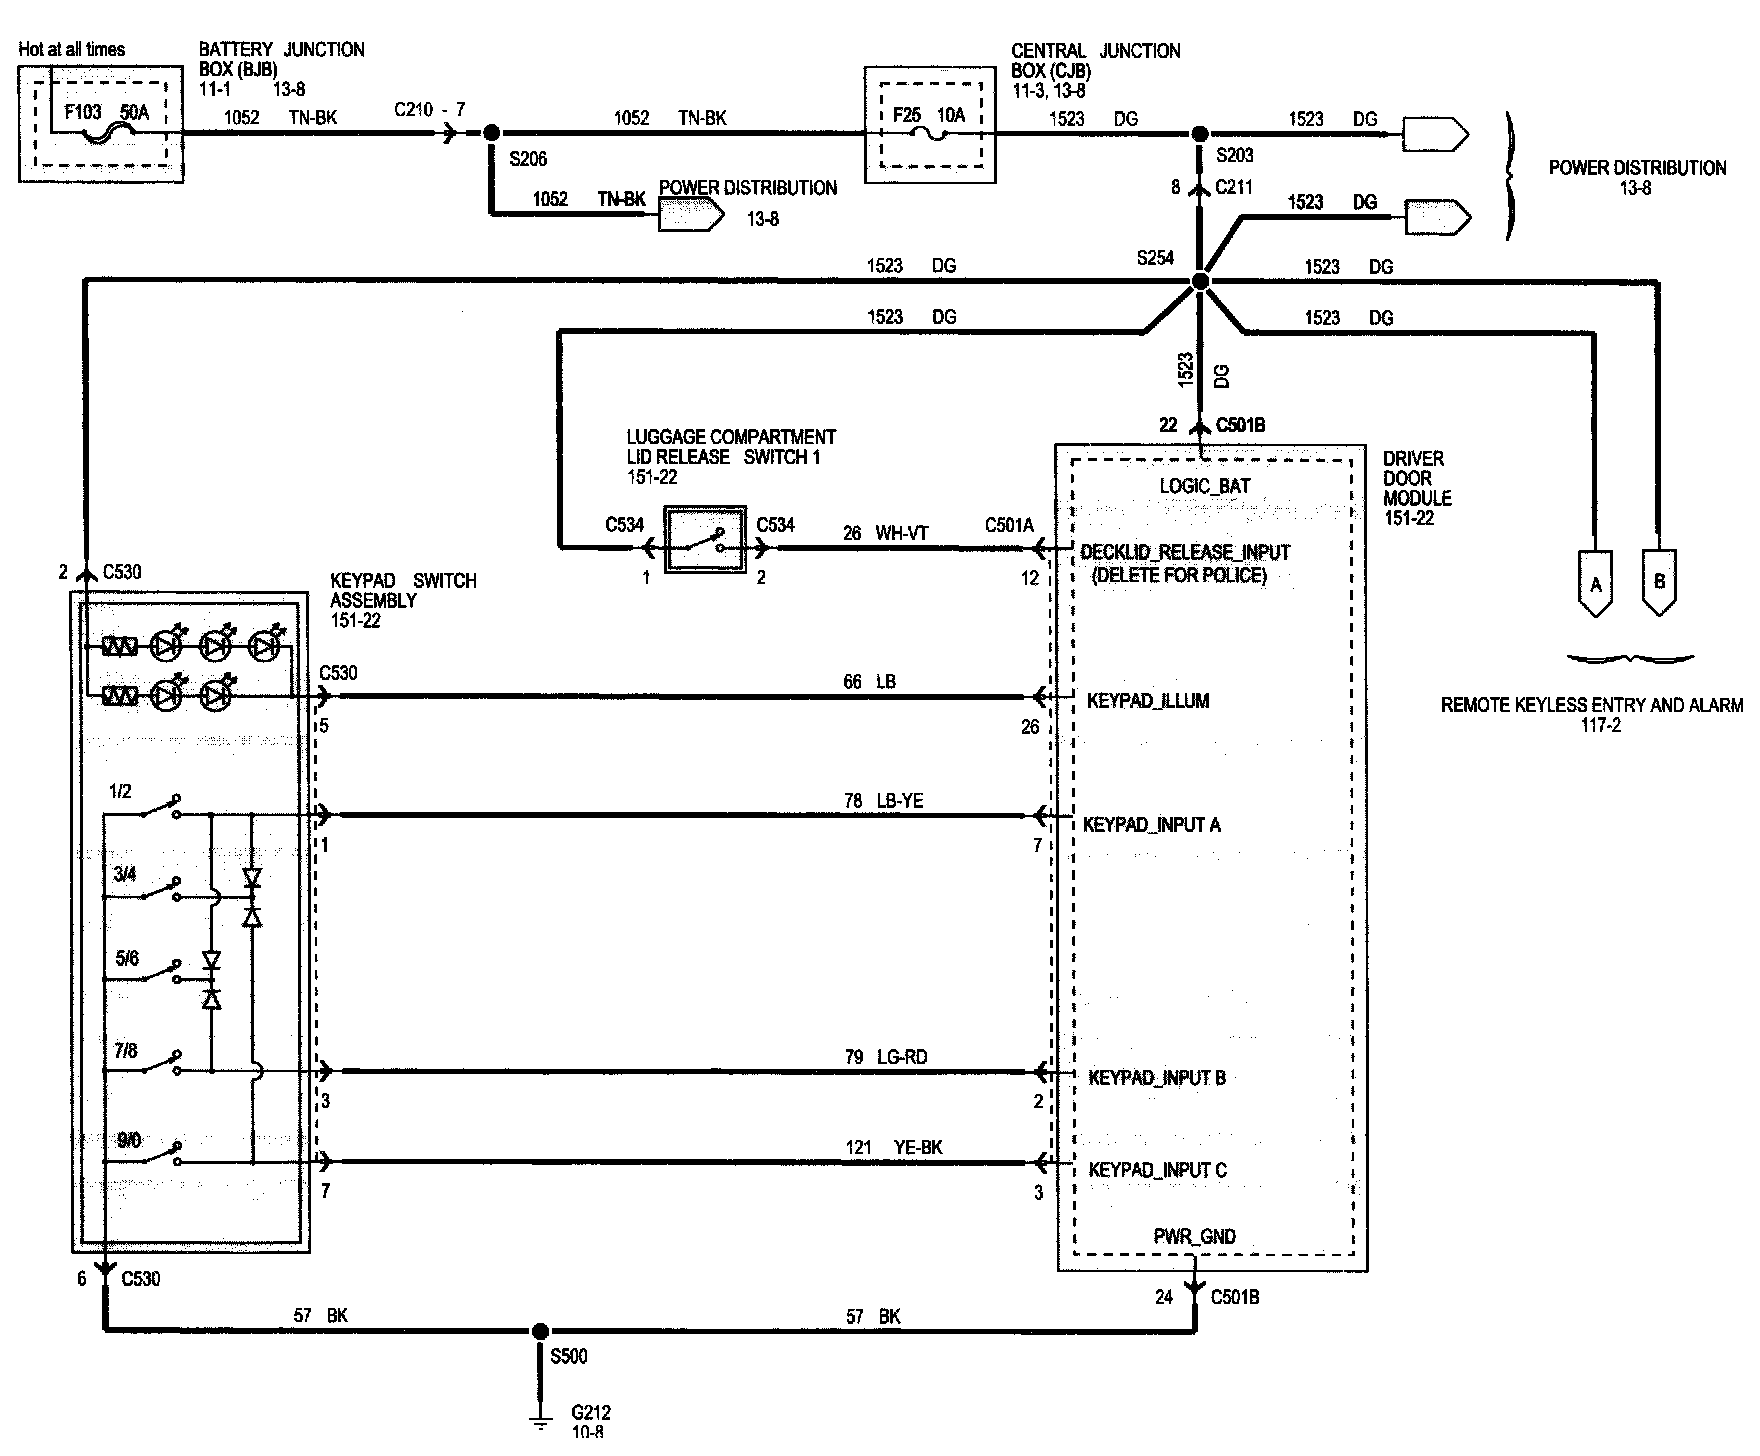 Hot at all times
BATTERY JUNCTION
BOX (BJB)
11-1 13-8
F103 50A
1052 TN-BK
C210 - 7
S206
1052 TN-BK
1052 TN-BK
POWER DISTRIBUTION
13-8
CENTRAL JUNCTION
BOX (CJB)
11-3, 13-8
F25 10A
1523 DG
S203
1523 DG
8 C211
1523 DG
POWER DISTRIBUTION
13-8
S254
1523 DG
1523 DG
1523 DG
1523 DG
1523 DG
22 C501B
LUGGAGE COMPARTMENT
LID RELEASE SWITCH 1
151-22
C534
1
C534
2
26 WH-VT
C501A
12
LOGIC_BAT
DECKLID_RELEASE_INPUT
(DELETE FOR POLICE)
DRIVER
DOOR
MODULE
151-22
A
B
REMOTE KEYLESS ENTRY AND ALARM
117-2
2 C530
KEYPAD SWITCH
ASSEMBLY
151-22
C530
5
66 LB
26
KEYPAD_ILLUM
1/2
1
78 LB-YE
7
KEYPAD_INPUT A
3/4
5/6
7/8
3
79 LG-RD
2
KEYPAD_INPUT B
9/0
7
121 YE-BK
3
KEYPAD_INPUT C
PWR_GND
6 C530
24 C501B
57 BK
57 BK
S500
G212
10-8